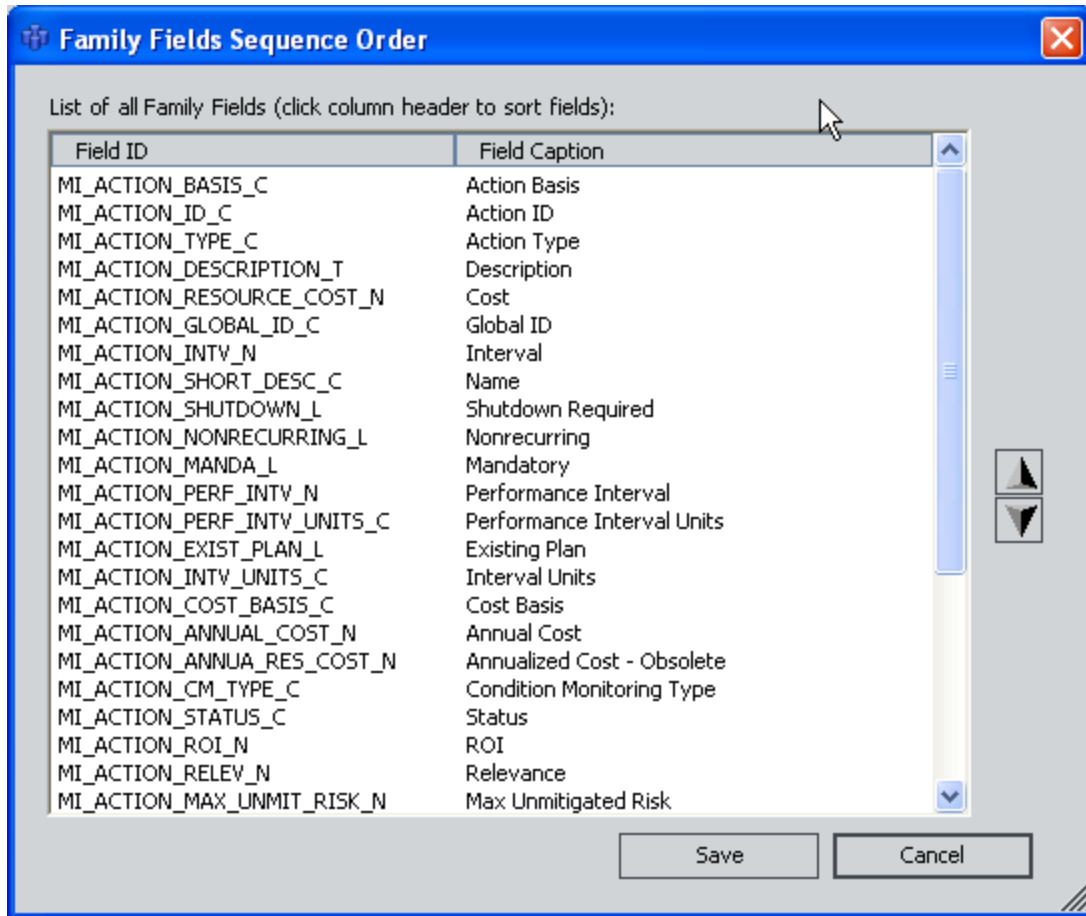 Family Fields Sequence Order
List of all Family Fields (click column header to sort fields):
Field ID Field Caption
MI_ACTION_BASIS_C Action Basis
MI_ACTION_ID_C Action ID
MI_ACTION_TYPE_C Action Type
MI_ACTION_DESCRIPTION_T Description
MI_ACTION_RESOURCE_COST_N Cost
MI_ACTION_GLOBAL_ID_C Global ID
MI_ACTION_INTV_N Interval
MI_ACTION_SHORT_DESC_C Name
MI_ACTION_SHUTDOWN_L Shutdown Required
MI_ACTION_NONRECURRING_L Nonrecurring
MI_ACTION_MANDA_L Mandatory
MI_ACTION_PERF_INTV_N Performance Interval
MI_ACTION_PERF_INTV_UNITS_C Performance Interval Units
MI_ACTION_EXIST_PLAN_L Existing Plan
MI_ACTION_INTV_UNITS_C Interval Units
MI_ACTION_COST_BASIS_C Cost Basis
MI_ACTION_ANNUAL_COST_N Annual Cost
MI_ACTION_ANNUA_RES_COST_N Annualized Cost - Obsolete
MI_ACTION_CM_TYPE_C Condition Monitoring Type
MI_ACTION_STATUS_C Status
MI_ACTION_ROI_N ROI
MI_ACTION_RELEV_N Relevance
MI_ACTION_MAX_UNMIT_RISK_N Max Unmitigated Risk
Save Cancel